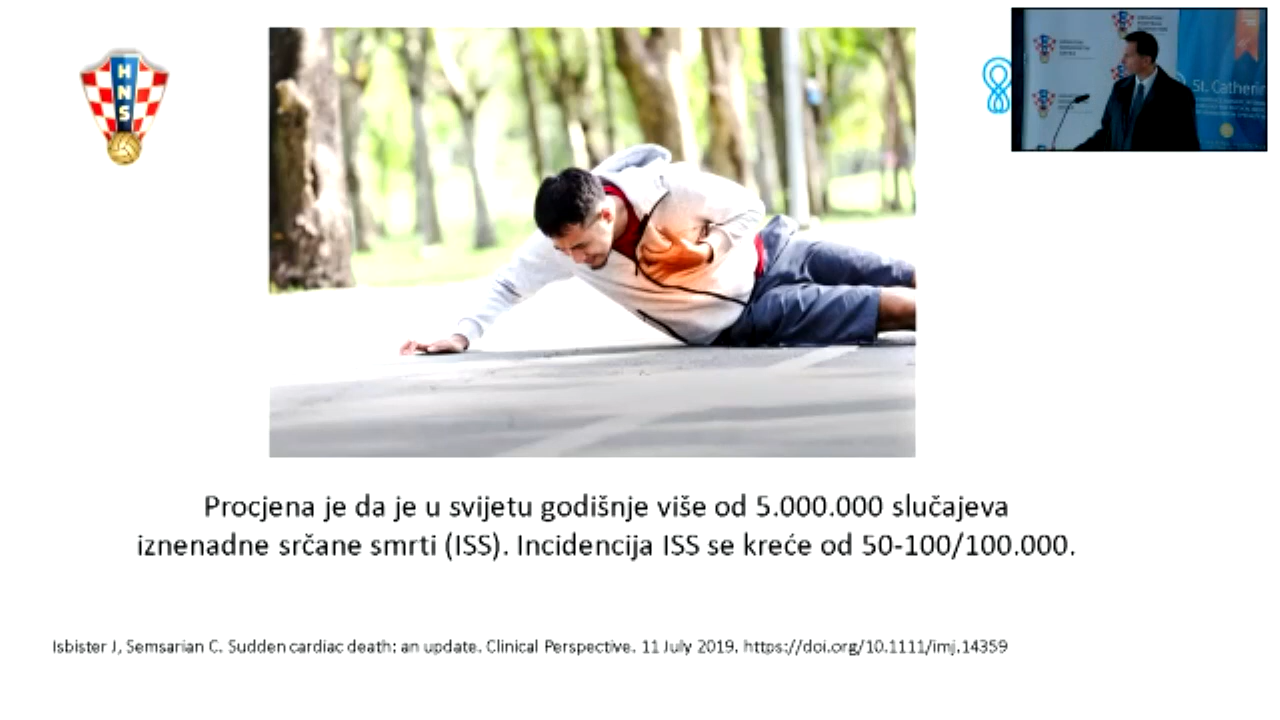 HNS
St. Catherin
Procjena je da je u svijetu godišnje više od 5.000.000 slučajeva
iznenadne srčane smrti (ISS). Incidencija ISS se kreće od 50-100/100.000.
Isbister J, Semsarian C. Sudden cardiac death: an update. Clinical Perspective. 11 July 2019. https://doi.org/10.1111/imj.14359